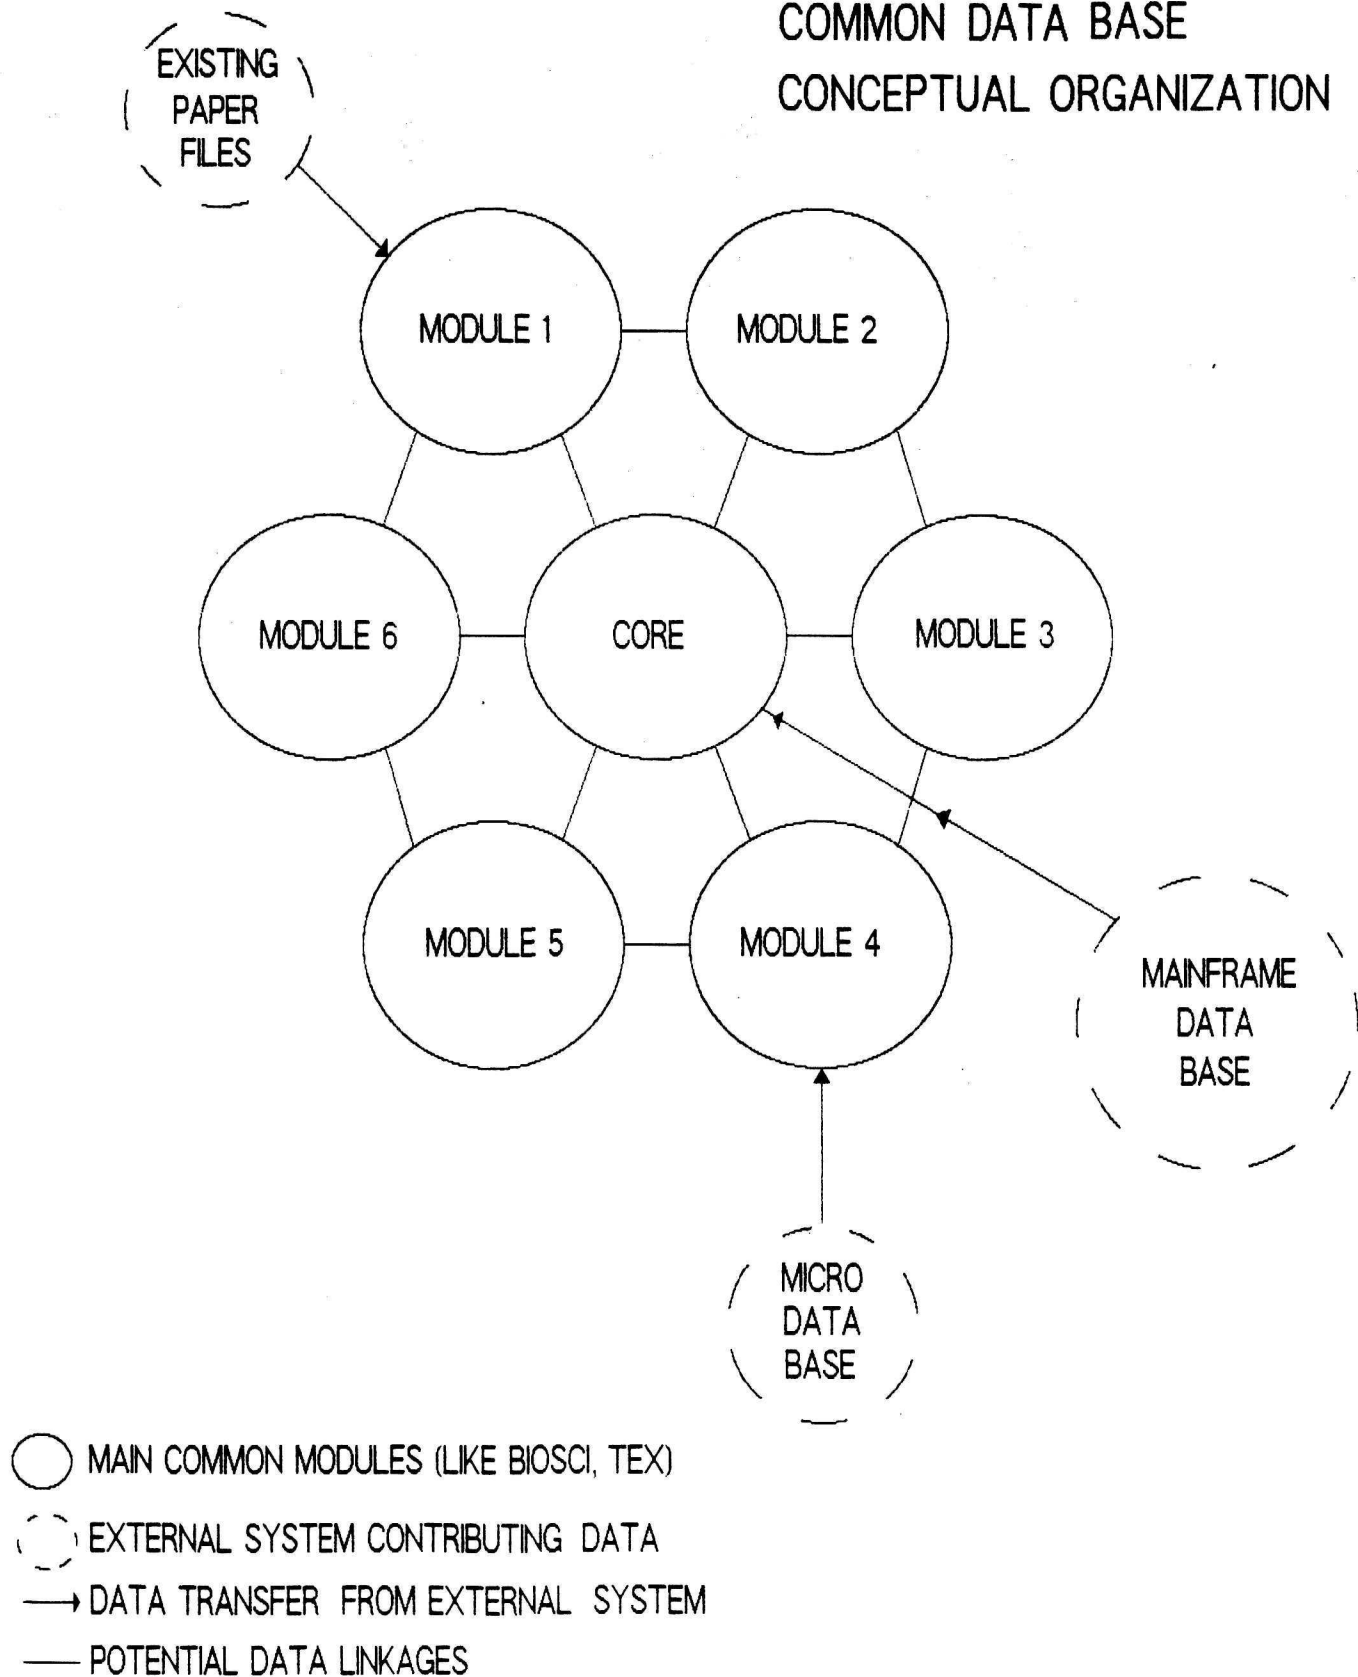 COMMON DATA BASE
CONCEPTUAL ORGANIZATION
EXISTING
PAPER
FILES
MODULE 1
MODULE 2
MODULE 6
CORE
MODULE 3
MODULE 5
MODULE 4
MAINFRAME
DATA
BASE
MICRO
DATA
BASE
MAIN COMMON MODULES (LIKE BIOSCI, TEX)
EXTERNAL SYSTEM CONTRIBUTING DATA
DATA TRANSFER FROM EXTERNAL SYSTEM
POTENTIAL DATA LINKAGES